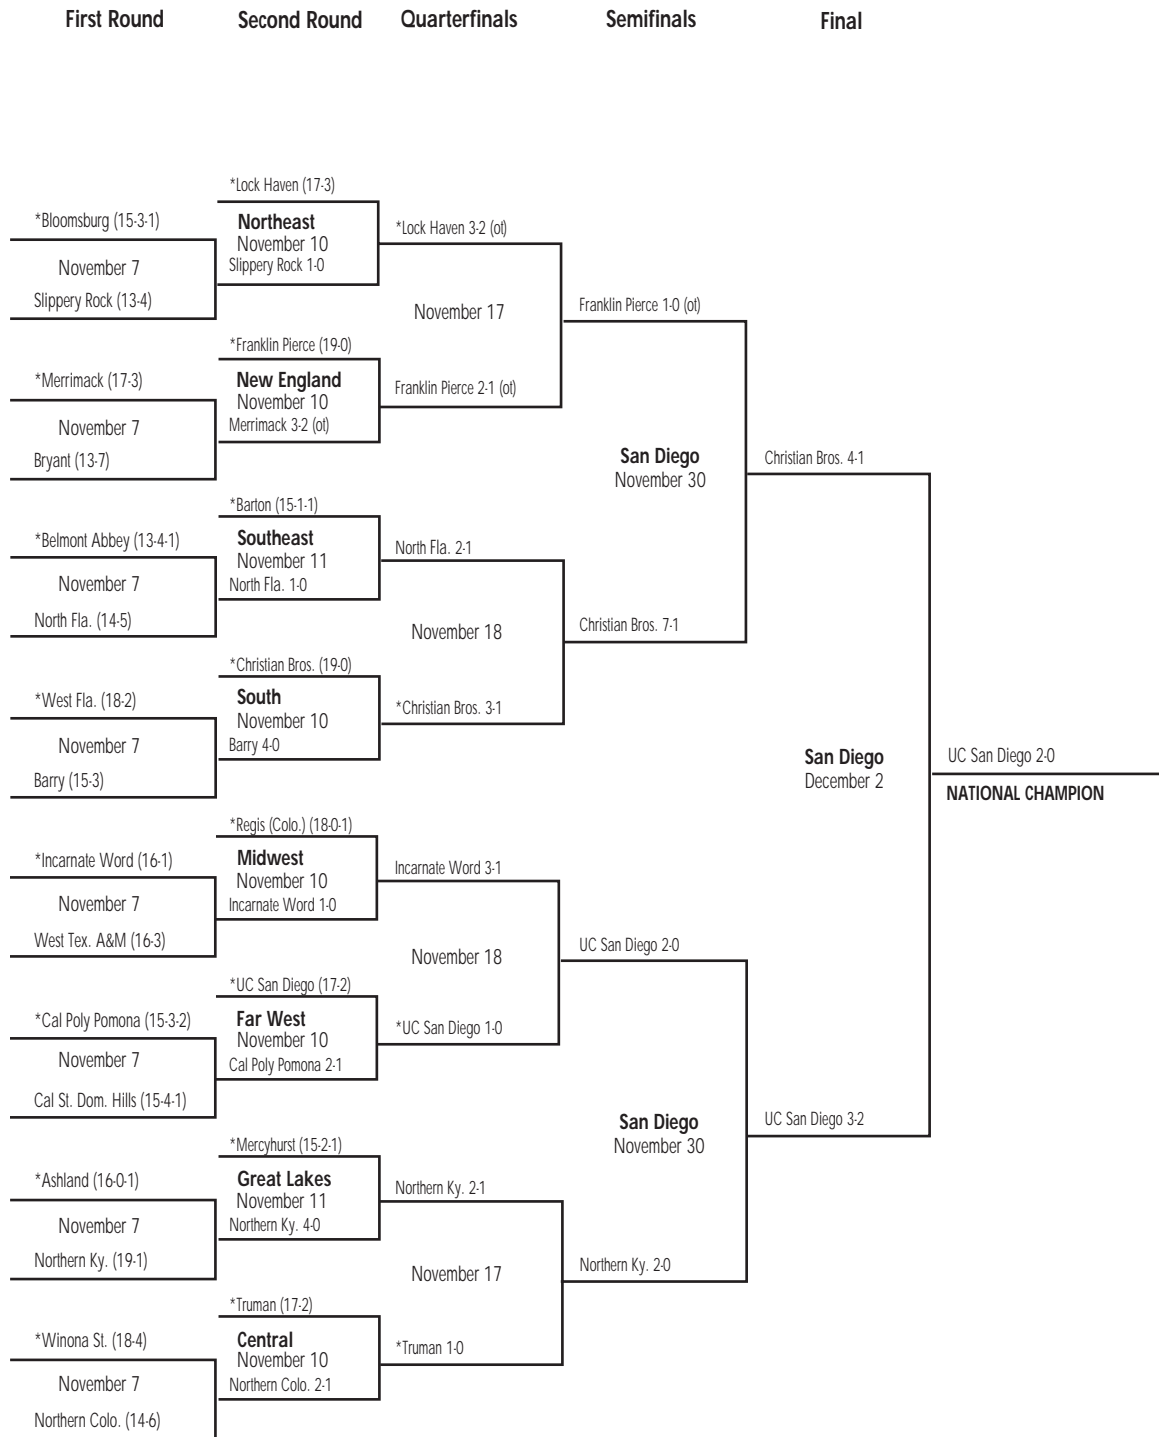 First Round
Second Round
Quarterfinals
Semifinals
Final
*Bloomsburg (15-3-1)
November 7
Slippery Rock (13-4)
*Merrimack (17-3)
November 7
Bryant (13-7)
*Belmont Abbey (13-4-1)
November 7
North Fla. (14-5)
*West Fla. (18-2)
November 7
Barry (15-3)
*Incarnate Word (16-1)
November 7
West Tex. A&M (16-3)
*Cal Poly Pomona (15-3-2)
November 7
Cal St. Dom. Hills (15-4-1)
*Ashland (16-0-1)
November 7
Northern Ky. (19-1)
*Winona St. (18-4)
November 7
Northern Colo. (14-6)
*Lock Haven (17-3)
Northeast
November 10
Slippery Rock 1-0
*Franklin Pierce (19-0)
New England
November 10
Merrimack 3-2 (ot)
*Barton (15-1-1)
Southeast
November 11
North Fla. 1-0
*Christian Bros. (19-0)
South
November 10
Barry 4-0
*Regis (Colo.) (18-0-1)
Midwest
November 10
Incarnate Word 1-0
*UC San Diego (17-2)
Far West
November 10
Cal Poly Pomona 2-1
*Mercyhurst (15-2-1)
Great Lakes
November 11
Northern Ky. 4-0
*Truman (17-2)
Central
November 10
Northern Colo. 2-1
*Lock Haven 3-2 (ot)
November 17
Franklin Pierce 2-1 (ot)
North Fla. 2-1
November 18
*Christian Bros. 3-1
Incarnate Word 3-1
November 18
*UC San Diego 1-0
Northern Ky. 2-1
November 17
*Truman 1-0
Franklin Pierce 1-0 (ot)
San Diego
November 30
Christian Bros. 7-1
UC San Diego 2-0
San Diego
November 30
Northern Ky. 2-0
Christian Bros. 4-1
San Diego
December 2
UC San Diego 3-2
UC San Diego 2-0
NATIONAL CHAMPION